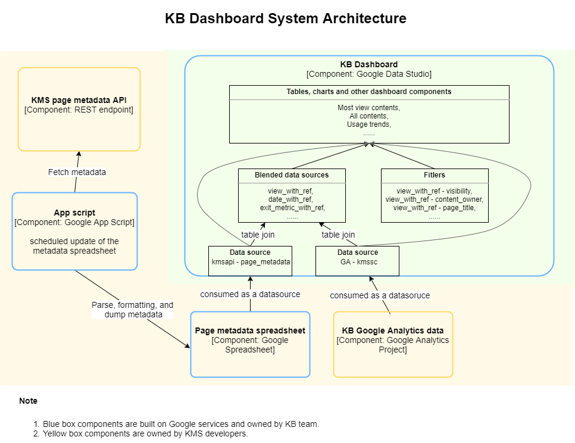 KB Dashboard System Architecture
KB Dashboard
[Component: Google Data Studio]
Tables, charts and other dashboard components
Most view contents,
All contents,
Usage trends,
......
KMS page metadata API
[Component: REST endpoint]
Fetch metadata
Blended data sources
view_with_ref,
date_with_ref,
exit_metric_with_ref,
......
Fitlers
view_with_ref - visibility,
view_with_ref - content_owner,
view_with_ref - page_title,
......
App script
[Component: Google App Script]
scheduled update of the
metadata spreadsheet
table join
table join
Data source
kmsapi - page_metadata
Data source
GA - kmssc
Parse, formatting, and
dump metadata
consumed as a datasource
consumed as a datasoruce
Page metadata spreadsheet
[Component: Google
Spreadsheet]
KB Google Analytics data
[Component: Google Analytics
Project]
Note
1. Blue box components are built on Google services and owned by KB team.
2. Yellow box components are owned by KMS developers.